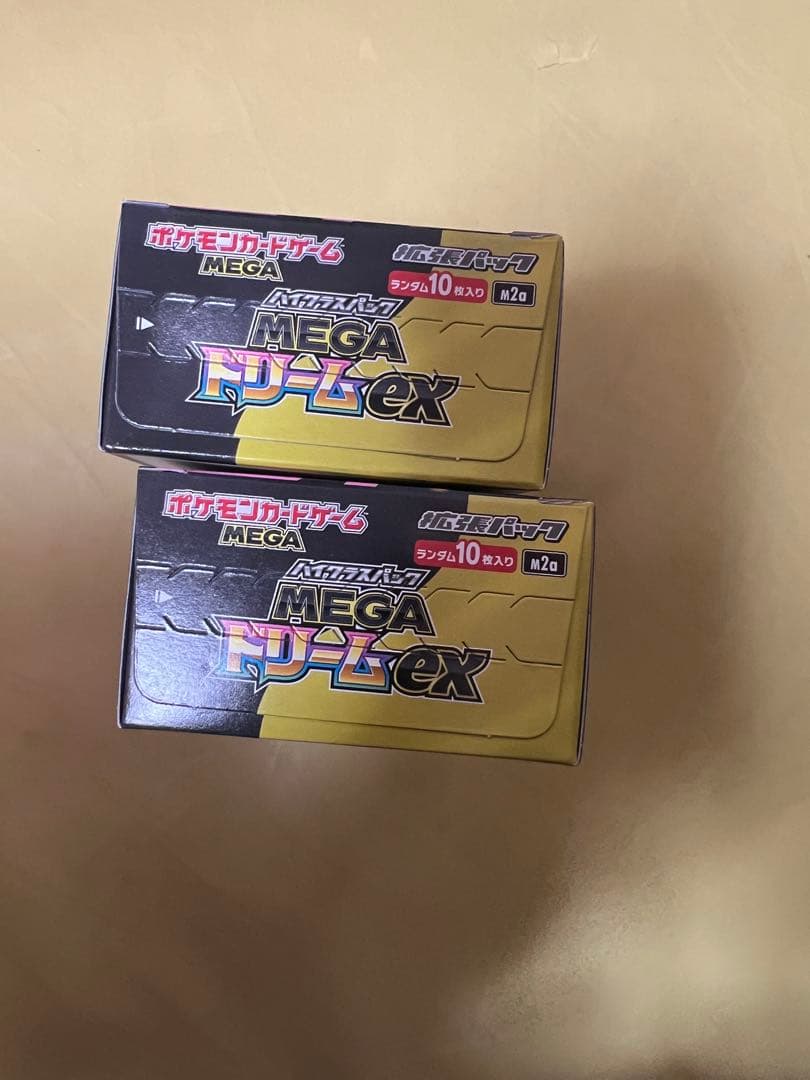 ポケモンカードゲーム
MEGA
拡張パック
ランダム10枚入り M2a
ハイクラスパック
MEGA
ドリームex
ポケモンカードゲーム
MEGA
拡張パック
ランダム10枚入り M2a
ハイクラスパック
MEGA
ドリームex